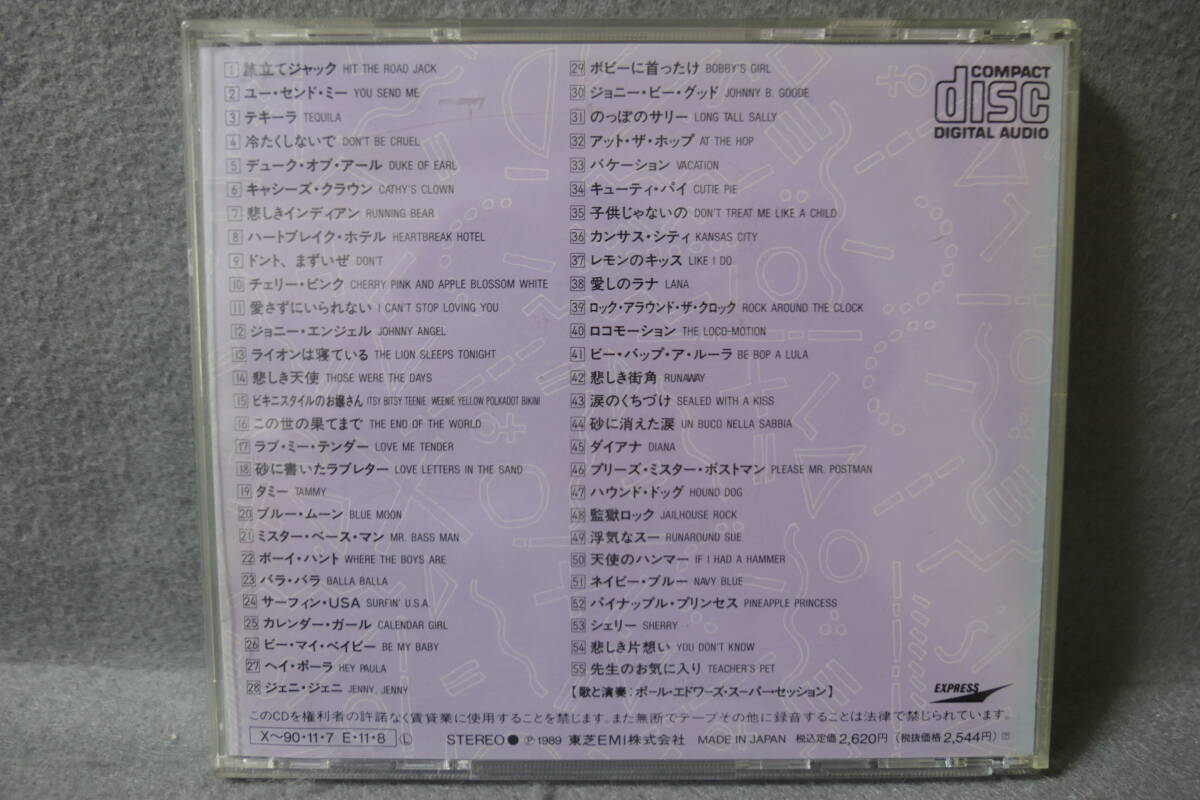 1 旅立てジャック HIT THE ROAD JACK
2 ユー・センド・ミー YOU SEND ME
3 テキーラ TEQUILA
4 冷たくしないで DON'T BE CRUEL
5 デューク・オブ・アール DUKE OF EARL
6 キャシーズ・クラウン CATHY'S CLOWN
7 悲しきインディアン RUNNING BEAR
8 ハートブレイク・ホテル HEARTBREAK HOTEL
9 ドント、まずいぜ DON'T
10 チェリー・ピンク CHERRY PINK AND APPLE BLOSSOM WHITE
11 愛さずにいられない I CAN'T STOP LOVING YOU
12 ジョニー・エンジェル JOHNNY ANGEL
13 ライオンは寝ている THE LION SLEEPS TONIGHT
14 悲しき天使 THOSE WERE THE DAYS
15 ビキニスタイルのお嬢さん ITSY BITSY TEENIE WEENIE YELLOW POLKADOT BIKINI
16 この世の果てまで THE END OF THE WORLD
17 ラブ・ミー・テンダー LOVE ME TENDER
18 砂に書いたラブレター LOVE LETTERS IN THE SAND
19 タミー TAMMY
20 ブルー・ムーン BLUE MOON
21 ミスター・ベース・マン MR. BASS MAN
22 ボーイ・ハント WHERE THE BOYS ARE
23 バラ・バラ BALLA BALLA
24 サーフィン・USA SURFIN' U.S.A.
25 カレンダー・ガール CALENDAR GIRL
26 ビー・マイ・ベイビー BE MY BABY
27 ヘイ・ポーラ HEY PAULA
28 ジェニ・ジェニ JENNY, JENNY
29 ボビーに首ったけ BOBBY'S GIRL
30 ジョニー・ビー・グッド JOHNNY B. GOODE
31 のっぽのサリー LONG TALL SALLY
32 アット・ザ・ホップ AT THE HOP
33 バケーション VACATION
34 キューティ・パイ CUTIE PIE
35 子供じゃないの DON'T TREAT ME LIKE A CHILD
36 カンサス・シティ KANSAS CITY
37 レモンのキッス LIKE I DO
38 愛しのラナ LANA
39 ロック・アラウンド・ザ・クロック ROCK AROUND THE CLOCK
40 ロコモーション THE LOCO-MOTION
41 ビー・バップ・ア・ルーラ BE BOP A LULA
42 悲しき街角 RUNAWAY
43 涙のくちづけ SEALED WITH A KISS
44 砂に消えた涙 UN BUCO NELLA SABBIA
45 ダイアナ DIANA
46 プリーズ・ミスター・ポストマン PLEASE MR. POSTMAN
47 ハウンド・ドッグ HOUND DOG
48 監獄ロック JAILHOUSE ROCK
49 浮気なスー RUNAROUND SUE
50 天使のハンマー IF I HAD A HAMMER
51 ネイビー・ブルー NAVY BLUE
52 パイナップル・プリンセス PINEAPPLE PRINCESS
53 シェリー SHERRY
54 悲しき片想い YOU DON'T KNOW
55 先生のお気に入り TEACHER'S PET
【歌と演奏：ポール・エドワーズ・スーパー・セッション】
COMPACT
disc
DIGITAL AUDIO
EXPRESS
このCDを権利者の許諾なく賃貸業に使用することを禁じます。また無断でテープその他に録音することは法律で禁じられています。
X〜90・11・7 E・11・8 Ⓛ STEREO● ℗1989 東芝EMI株式会社 MADE IN JAPAN 税込定価2,620円 (税抜価格2,544円)